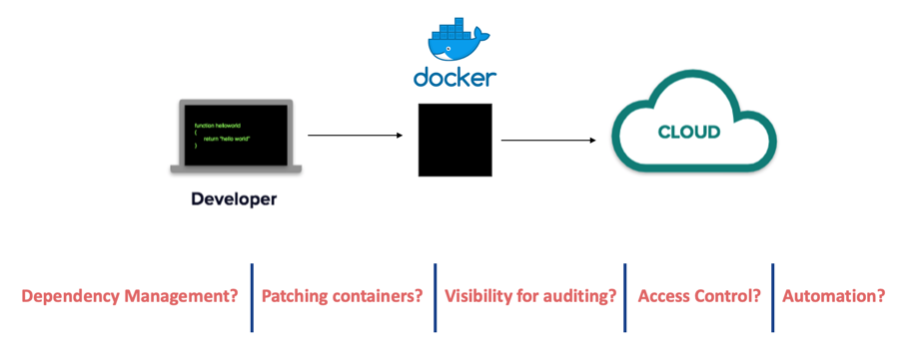 docker
function helloworld
{
return "hello world"
}
CLOUD
Developer
Dependency Management?
Patching containers?
Visibility for auditing?
Access Control?
Automation?